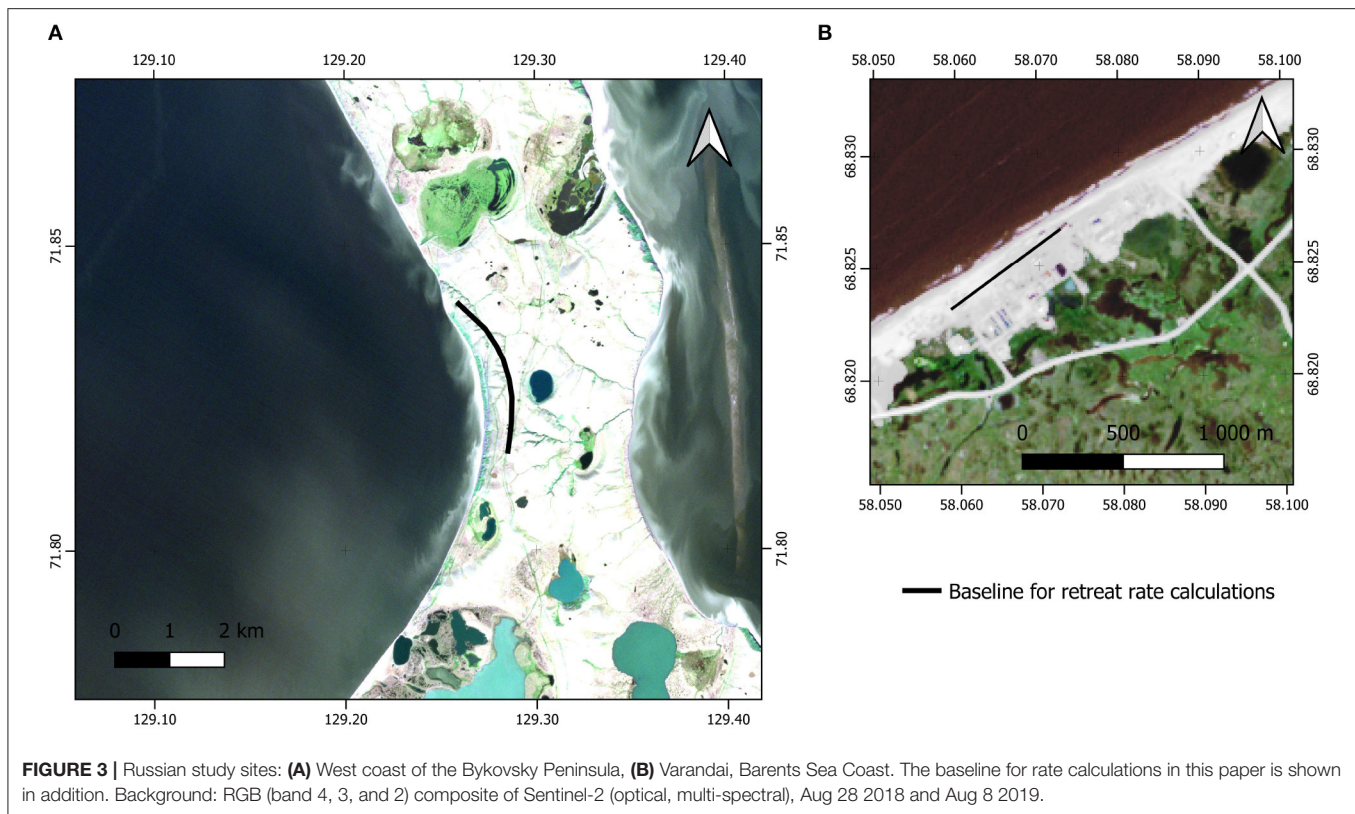 A
129.10 129.20 129.30 129.40
71.85 71.85
71.80 71.80
0 1 2 km
129.10 129.20 129.30 129.40
B
58.050 58.060 58.070 58.080 58.090 58.100
68.830 68.830
68.825 68.825
68.820 68.820
0 500 1 000 m
58.050 58.060 58.070 58.080 58.090 58.100
Baseline for retreat rate calculations
FIGURE 3 | Russian study sites: (A) West coast of the Bykovsky Peninsula, (B) Varandai, Barents Sea Coast. The baseline for rate calculations in this paper is shown
in addition. Background: RGB (band 4, 3, and 2) composite of Sentinel-2 (optical, multi-spectral), Aug 28 2018 and Aug 8 2019.